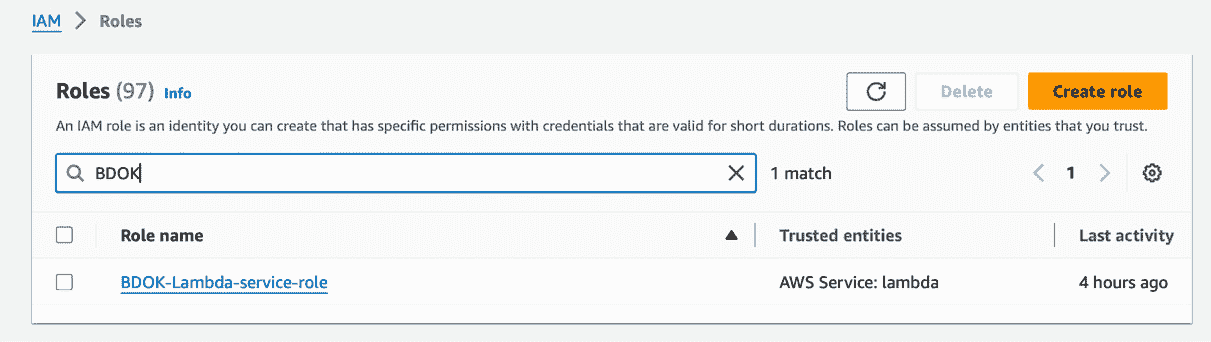 IAM > Roles
Roles (97) Info
Delete
Create role
An IAM role is an identity you can create that has specific permissions with credentials that are valid for short durations. Roles can be assumed by entities that you trust.
BDOK
1 match
1
Role name
Trusted entities
Last activity
BDOK-Lambda-service-role
AWS Service: lambda
4 hours ago